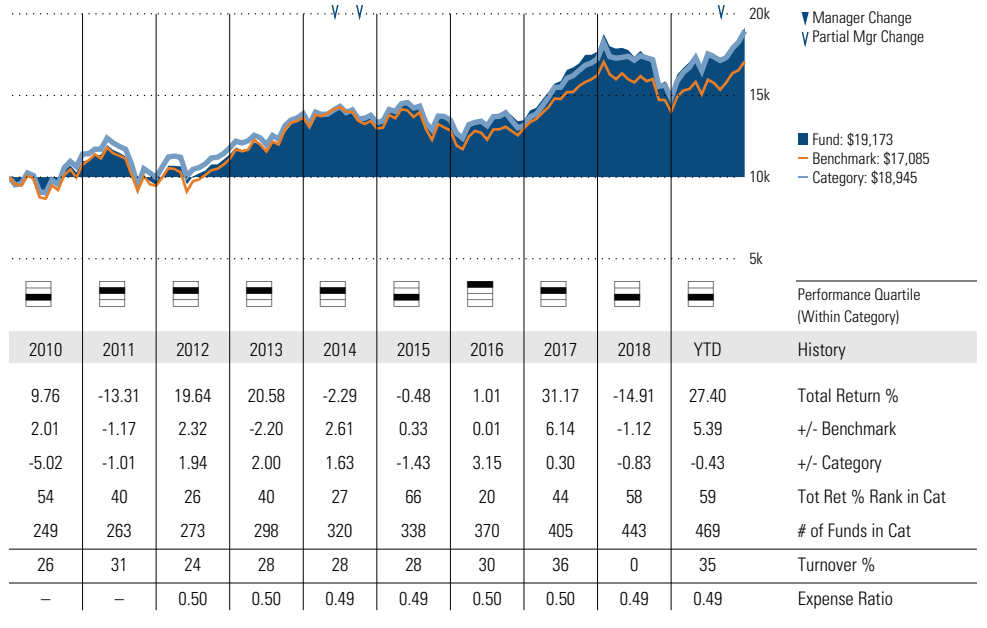 20k
15k
10k
5k
Manager Change
Partial Mgr Change
Fund: $19,173
Benchmark: $17,085
Category: $18,945
Performance Quartile
(Within Category)
2010 2011 2012 2013 2014 2015 2016 2017 2018 YTD History
9.76 -13.31 19.64 20.58 -2.29 -0.48 1.01 31.17 -14.91 27.40 Total Return %
2.01 -1.17 2.32 -2.20 2.61 0.33 0.01 6.14 -1.12 5.39 +/- Benchmark
-5.02 -1.01 1.94 2.00 1.63 -1.43 3.15 0.30 -0.83 -0.43 +/- Category
54 40 26 40 27 66 20 44 58 59 Tot Ret % Rank in Cat
249 263 273 298 320 338 370 405 443 469 # of Funds in Cat
26 31 24 28 28 28 30 36 0 35 Turnover %
– – 0.50 0.50 0.49 0.49 0.50 0.50 0.49 0.49 Expense Ratio